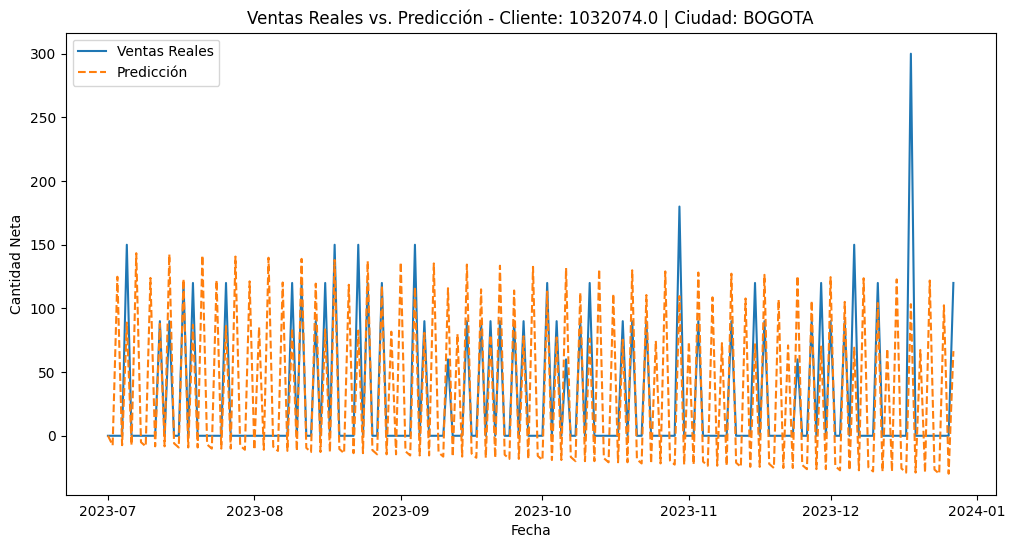 Ventas Reales vs. Predicción - Cliente: 1032074.0 | Ciudad: BOGOTA
Ventas Reales
Predicción
Cantidad Neta
300
250
200
150
100
50
0
2023-07
2023-08
2023-09
2023-10
2023-11
2023-12
2024-01
Fecha